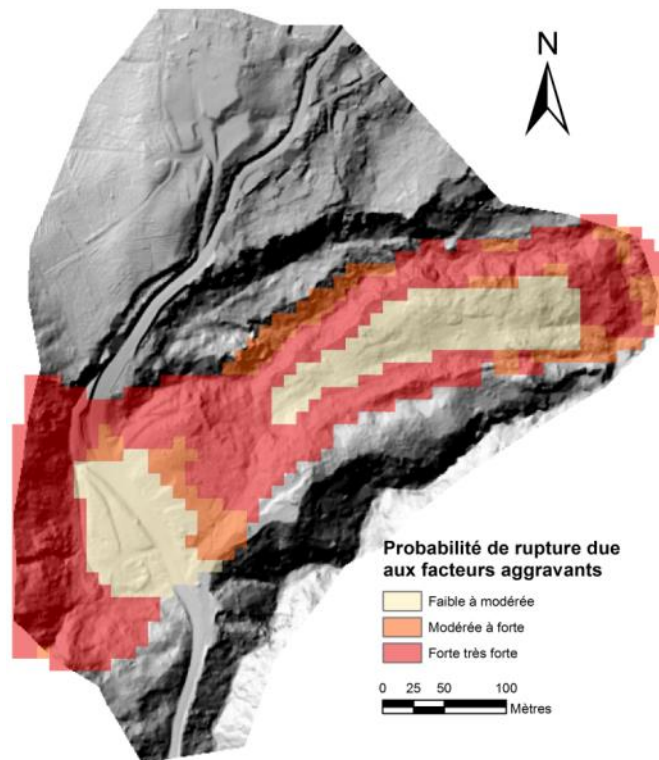 N
Probabilité de rupture due
aux facteurs aggravants
Faible à modérée
Modérée à forte
Forte très forte
0 25 50 100
Mètres